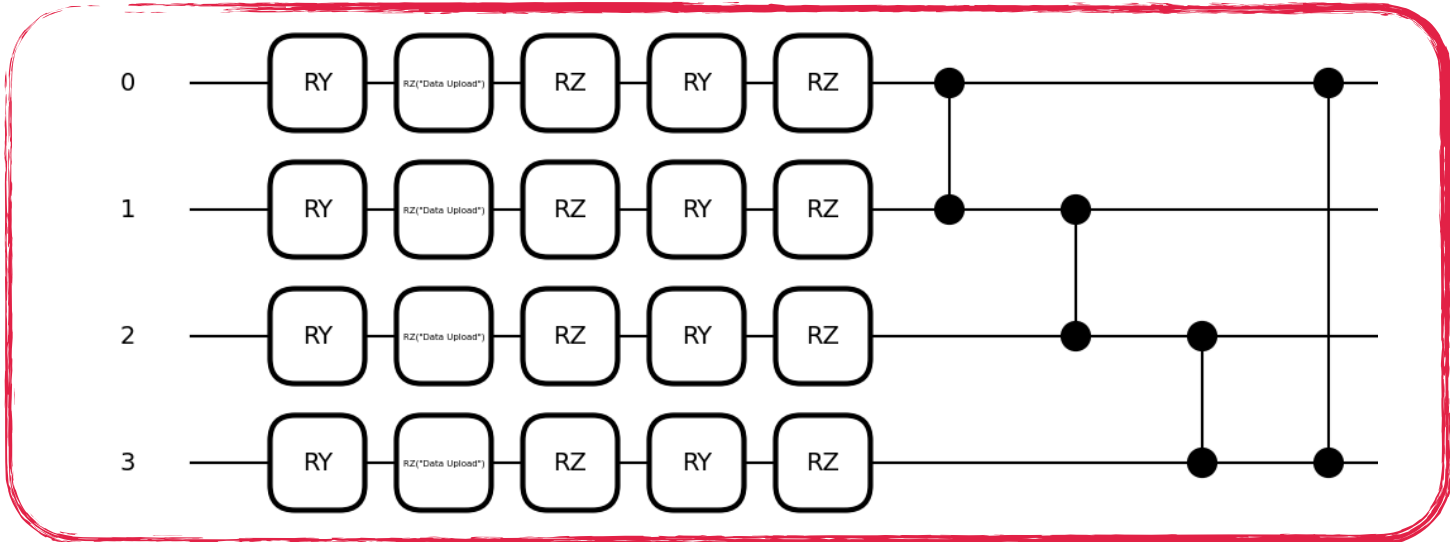 0 RY RZ("Data Upload") RZ RY RZ
1 RY RZ("Data Upload") RZ RY RZ
2 RY RZ("Data Upload") RZ RY RZ
3 RY RZ("Data Upload") RZ RY RZ